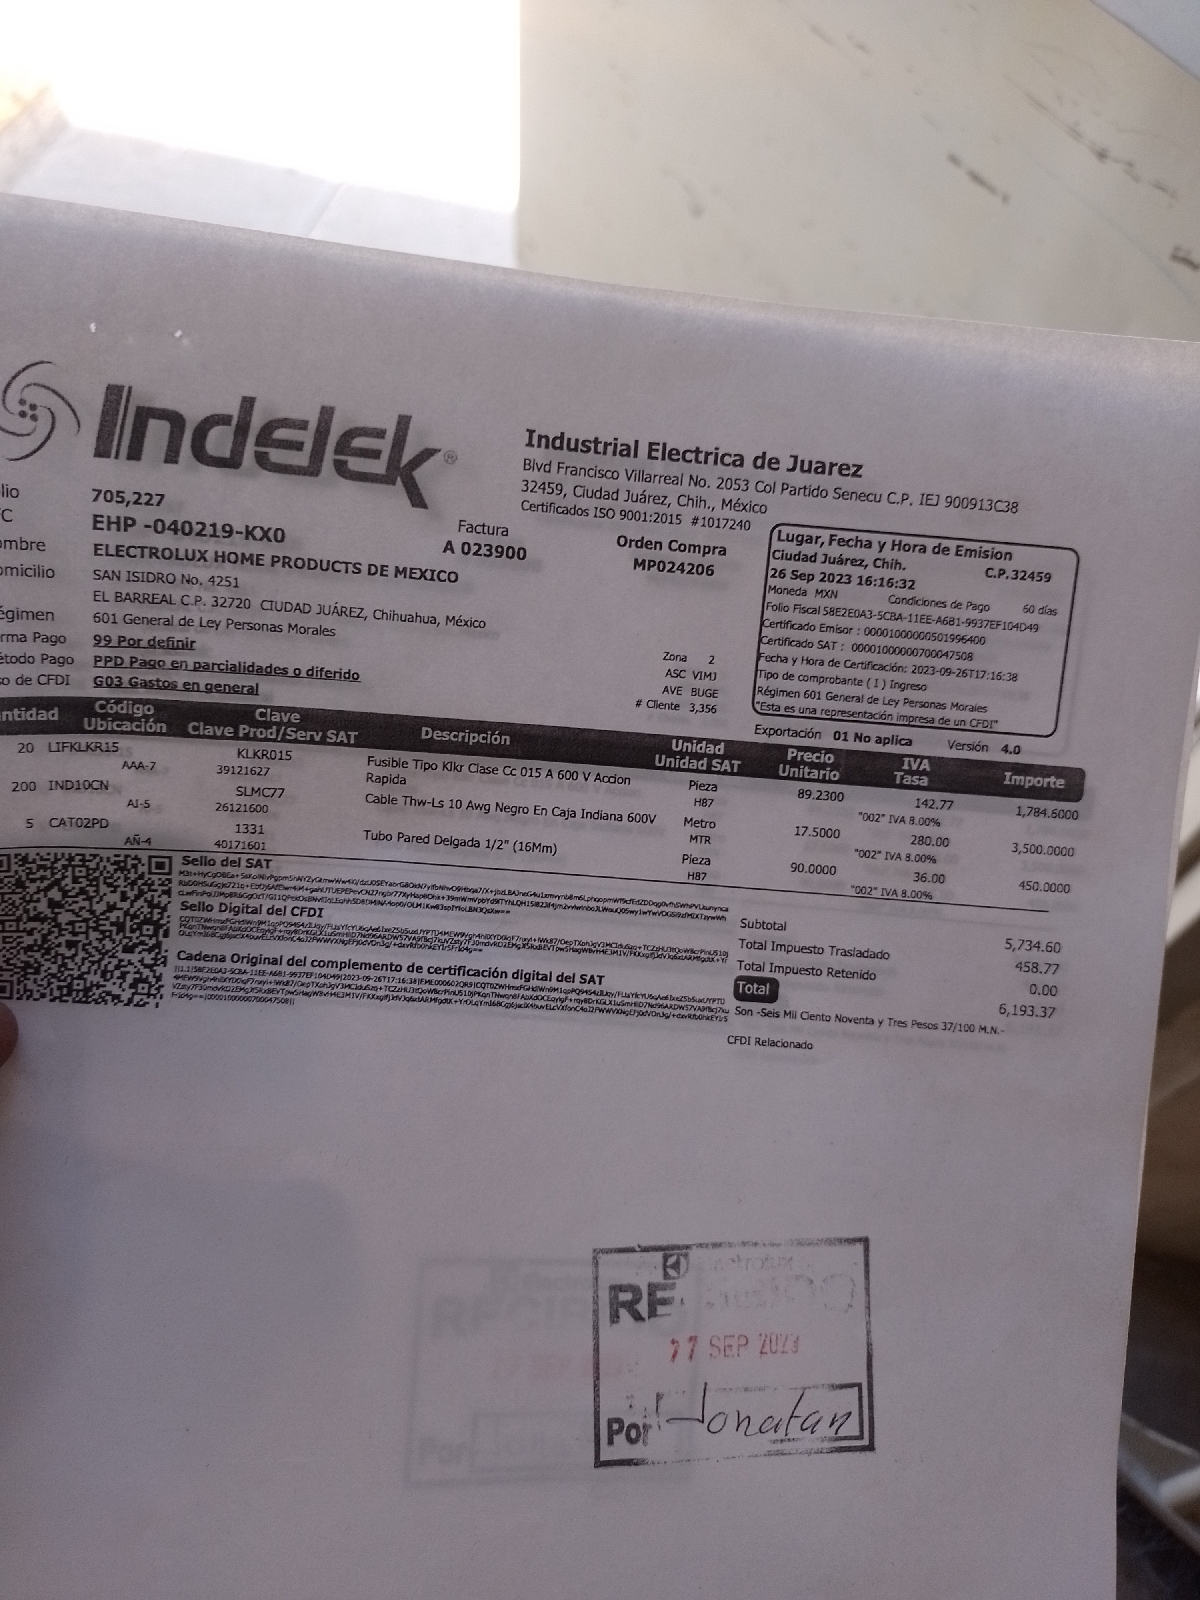 Indelek®
Industrial Electrica de Juarez
Blvd Francisco Villarreal No. 2053 Col Partido Senecu C.P. IEJ 900913C38
32459, Ciudad Juárez, Chih., México
Certificados ISO 9001:2015 #1017240
lio 705,227
C EHP -040219-KX0
Factura
A 023900
Orden Compra
MP024206
ombre ELECTROLUX HOME PRODUCTS DE MEXICO
omicilio SAN ISIDRO No. 4251
EL BARREAL C.P. 32720 CIUDAD JUÁREZ, Chihuahua, México
égimen 601 General de Ley Personas Morales
rma Pago 99 Por definir
étodo Pago PPD Pago en parcialidades o diferido
so de CFDI G03 Gastos en general
Zona 2
ASC VIMJ
AVE BUGE
# Cliente 3,356
Lugar, Fecha y Hora de Emision
Ciudad Juárez, Chih. C.P.32459
26 Sep 2023 16:16:32
Moneda MXN Condiciones de Pago 60 días
Folio Fiscal 58E2E0A3-5CBA-11EE-A6B1-9937EF104D49
Certificado Emisor : 00001000000501996400
Certificado SAT : 00001000000700047508
Fecha y Hora de Certificación: 2023-09-26T17:16:38
Tipo de comprobante ( I ) Ingreso
Régimen 601 General de Ley Personas Morales
"Esta es una representación impresa de un CFDI"
Exportación 01 No aplica Versión 4.0
ntidad Código Ubicación Clave Clave Prod/Serv SAT Descripción Unidad Unidad SAT Precio Unitario IVA Tasa Importe
20 LIFKLKR15 KLKR015 Fusible Tipo Klkr Clase Cc 015 A 600 V Accion Pieza 89.2300 142.77 1,784.6000
AAA-7 39121627 Rapida H87 "002" IVA 8.00%
200 IND10CN SLMC77 Cable Thw-Ls 10 Awg Negro En Caja Indiana 600V Metro 17.5000 280.00 3,500.0000
AI-5 26121600 MTR "002" IVA 8.00%
5 CAT02PD 1331 Tubo Pared Delgada 1/2" (16Mm) Pieza 90.0000 36.00 450.0000
AÑ-4 40171601 H87 "002" IVA 8.00%
Sello del SAT
Sello Digital del CFDI
Cadena Original del complemento de certificación digital del SAT
Subtotal 5,734.60
Total Impuesto Trasladado 458.77
Total Impuesto Retenido 0.00
Total 6,193.37
Son -Seis Mil Ciento Noventa y Tres Pesos 37/100 M.N.-
CFDI Relacionado
RE
SEP 2023
Por Jonatan